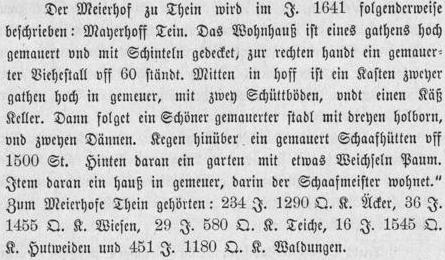 Der Meierhof zu Thein wird im J. 1641 folgenderweise
beschrieben: Mayerhoff Tein. Das Wohnhauß ist eines gathens hoch
gemauert vnd mit Schinteln gedecket, zur rechten handt ein gemauer-
ter Viehestall vff 60 ständt. Mitten in hoff ist ein Kasten zweyer
gathen hoch in gemeuer, mit zwey Schüttböden, vndt einen Käß
Keller. Dann folget ein Schöner gemauerter stadl mit dreyen holborn,
vnd zweyen Dännen. Kegen hinüber ein gemauert Schaafhütten vff
1500 St. Hinten daran ein garten mit etwas Weichseln Paum.
Item daran ein hauß in gemeuer, darin der Schaafmeister wohnet.“
Zum Meierhofe Thein gehörten: 234 J. 1290 Q. K. Äcker, 36 J.
1455 Q. K. Wiesen, 29 J. 580 Q. K. Teiche, 16 J. 1545 Q.
K. Hutweiden und 451 J. 1180 Q. K. Waldungen.